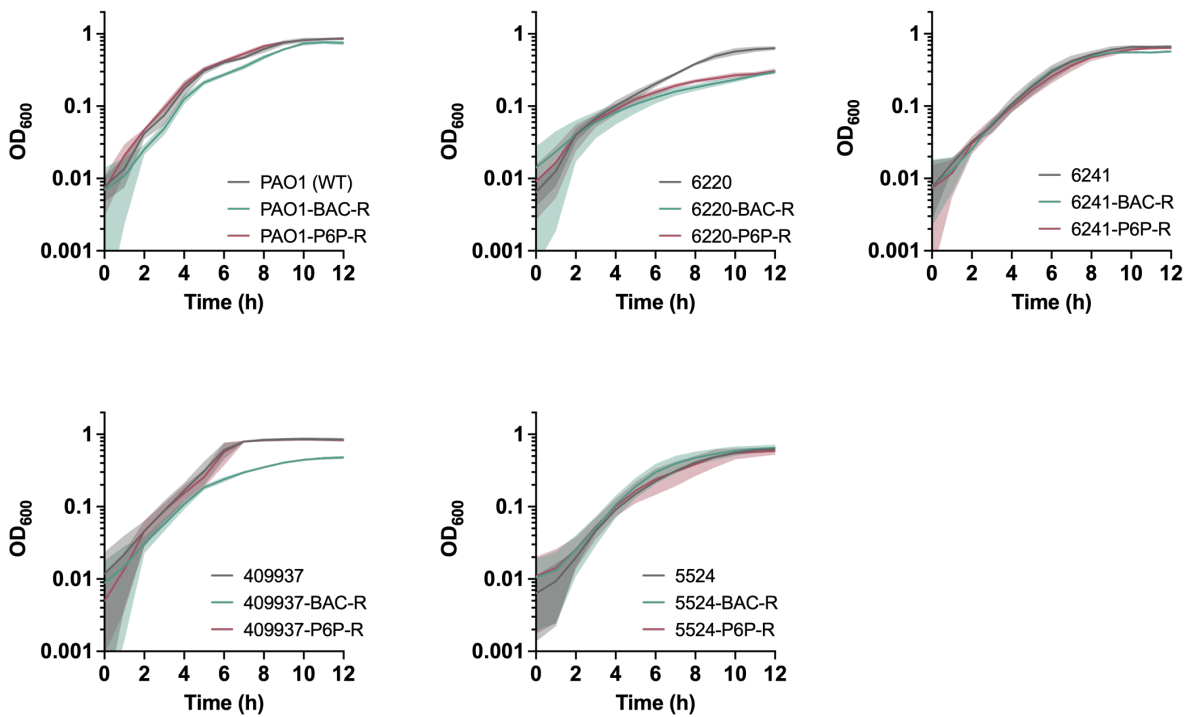 OD600
1
0.1
0.01
0.001
PAO1 (WT)
PAO1-BAC-R
PAO1-P6P-R
0 2 4 6 8 10 12
Time (h)
OD600
1
0.1
0.01
0.001
6220
6220-BAC-R
6220-P6P-R
0 2 4 6 8 10 12
Time (h)
OD600
1
0.1
0.01
0.001
6241
6241-BAC-R
6241-P6P-R
0 2 4 6 8 10 12
Time (h)
OD600
1
0.1
0.01
0.001
409937
409937-BAC-R
409937-P6P-R
0 2 4 6 8 10 12
Time (h)
OD600
1
0.1
0.01
0.001
5524
5524-BAC-R
5524-P6P-R
0 2 4 6 8 10 12
Time (h)